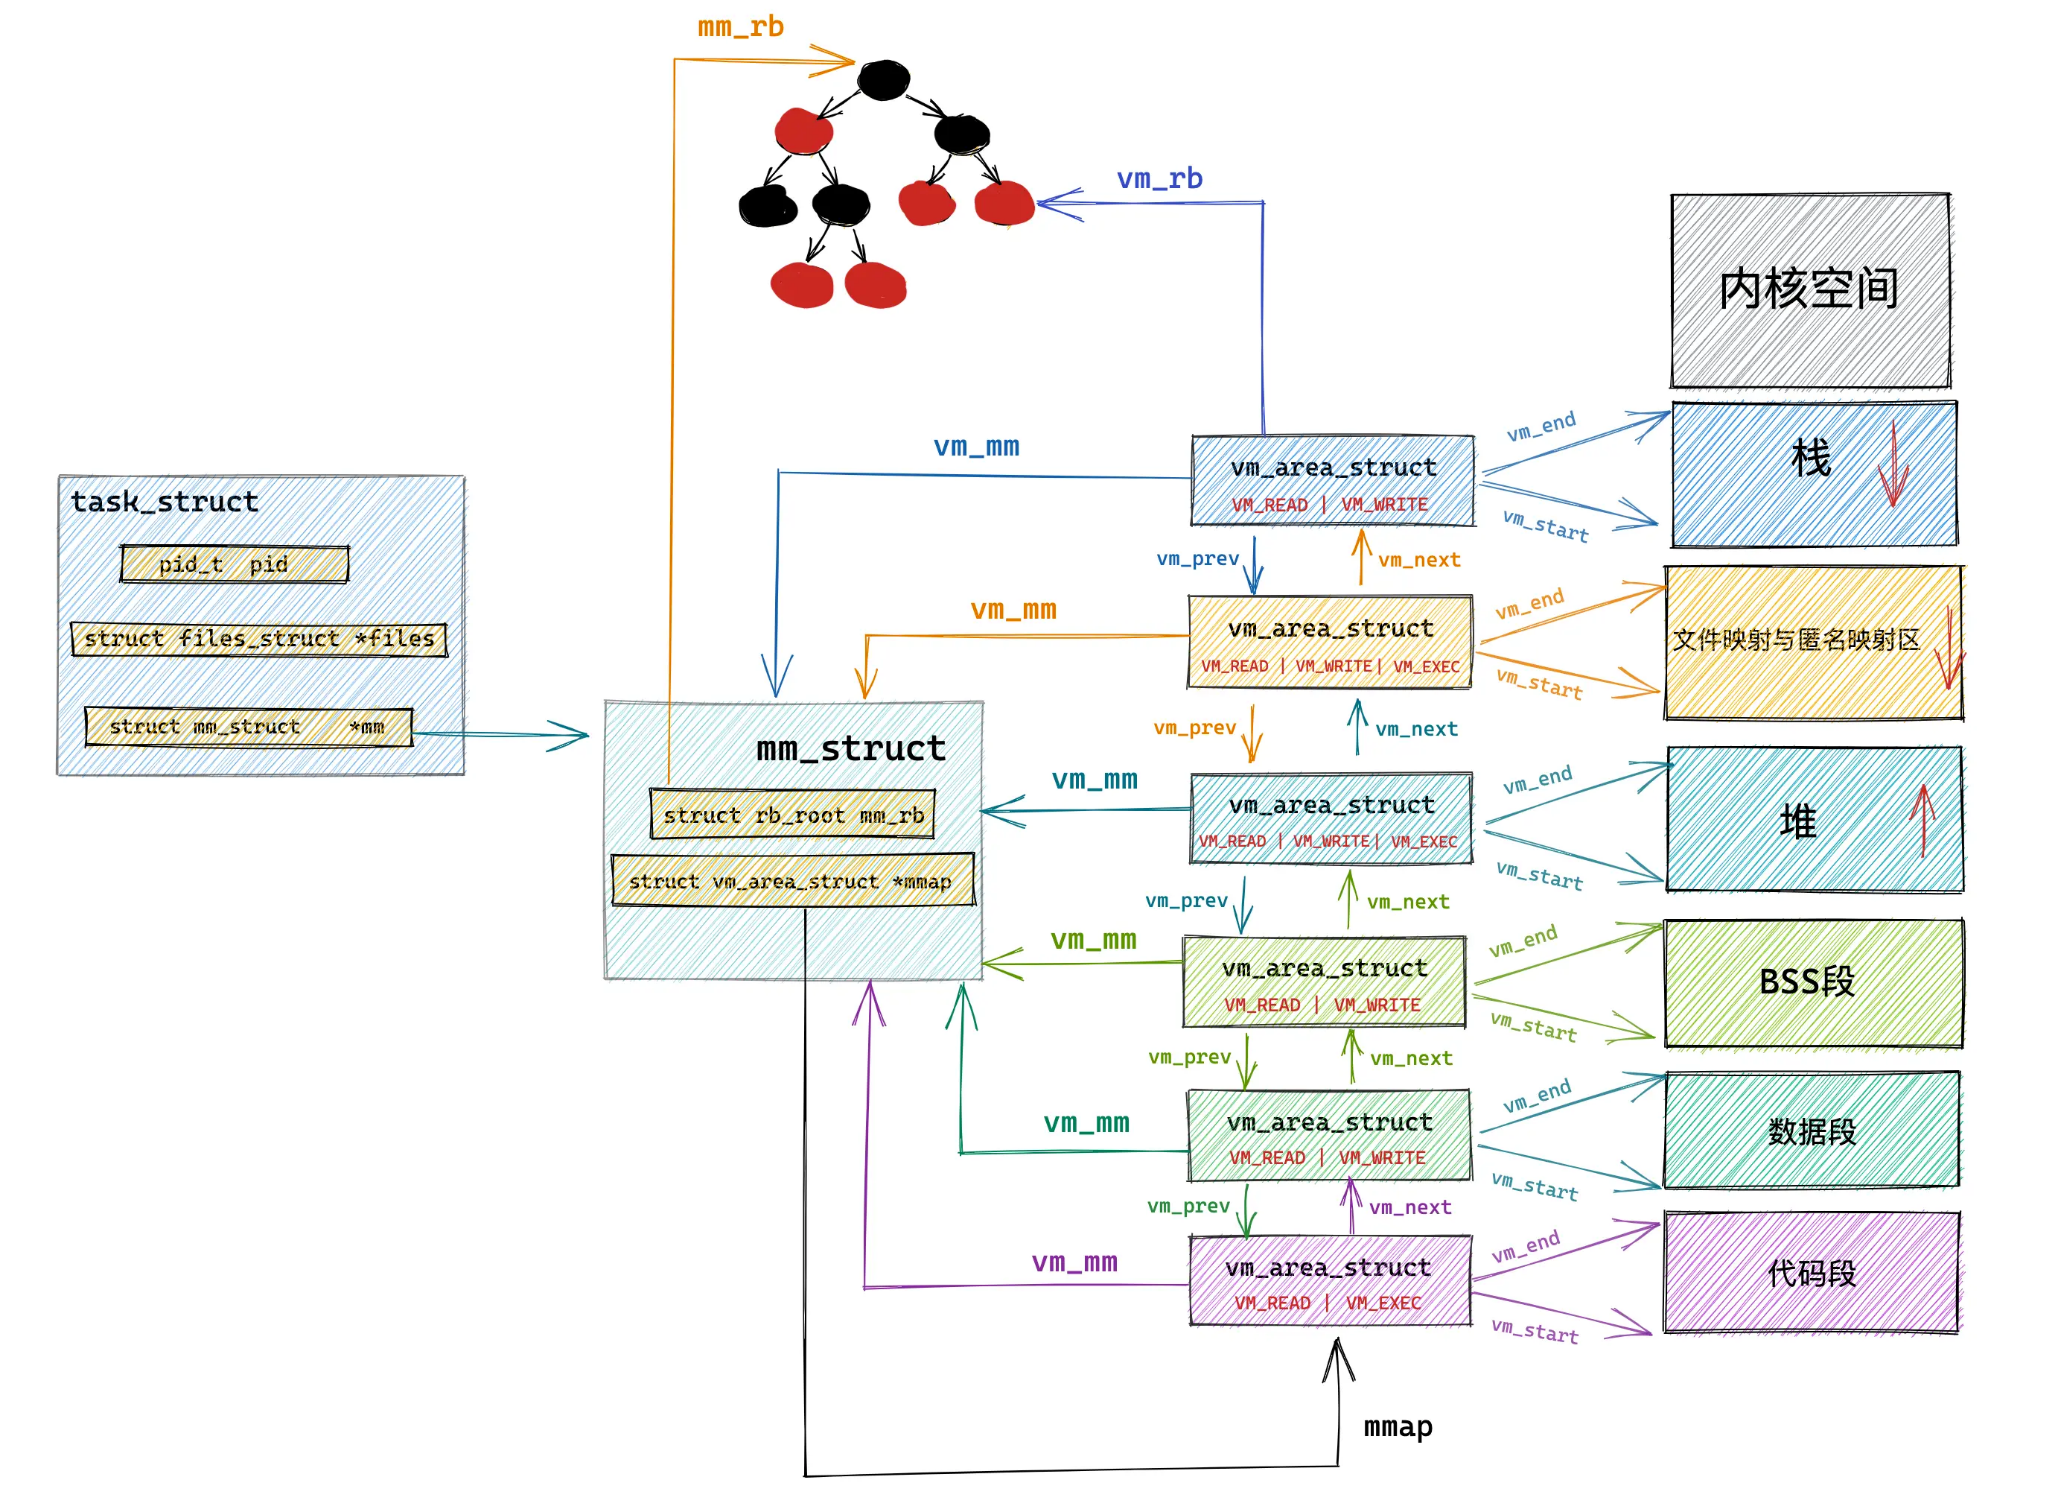 mm_rb
vm_rb
内核空间
vm_mm
vm_area_struct
VM_READ | VM_WRITE
vm_end
vm_start
栈
task_struct
pid_t pid
struct files_struct *files
struct mm_struct *mm
vm_prev
vm_next
vm_mm
vm_area_struct
VM_READ | VM_WRITE| VM_EXEC
vm_end
vm_start
文件映射与匿名映射区
vm_prev
vm_next
mm_struct
struct rb_root mm_rb
struct vm_area_struct *mmap
vm_mm
vm_area_struct
VM_READ | VM_WRITE| VM_EXEC
vm_end
vm_start
堆
vm_prev
vm_next
vm_mm
vm_area_struct
VM_READ | VM_WRITE
vm_end
vm_start
BSS段
vm_prev
vm_next
vm_mm
vm_area_struct
VM_READ | VM_WRITE
vm_end
vm_start
数据段
vm_prev
vm_next
vm_mm
vm_area_struct
VM_READ | VM_EXEC
vm_end
vm_start
代码段
mmap